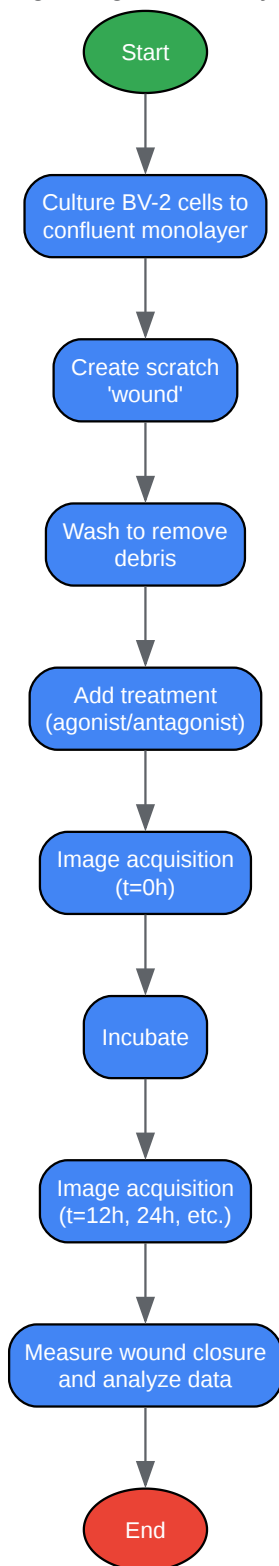 Start
Culture BV-2 cells to
confluent monolayer
Create scratch
'wound'
Wash to remove
debris
Add treatment
(agonist/antagonist)
Image acquisition
(t=0h)
Incubate
Image acquisition
(t=12h, 24h, etc.)
Measure wound closure
and analyze data
End